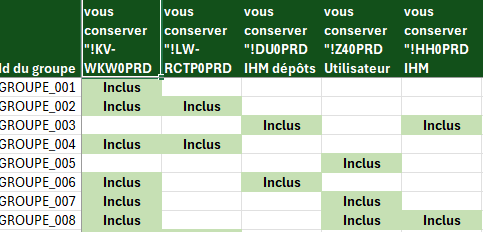 vous vous vous vous vous
conserver conserver conserver conserver conserver
"!KV- "!LW- "!DU0PRD "!Z40PRD "!HH0PRD
Id du groupe WKW0PRD RCTP0PRD IHM dépôts Utilisateur IHM
GROUPE_001 Inclus
GROUPE_002 Inclus Inclus
GROUPE_003 Inclus Inclus
GROUPE_004 Inclus Inclus
GROUPE_005 Inclus
GROUPE_006 Inclus Inclus
GROUPE_007 Inclus Inclus
GROUPE_008 Inclus Inclus Inclus